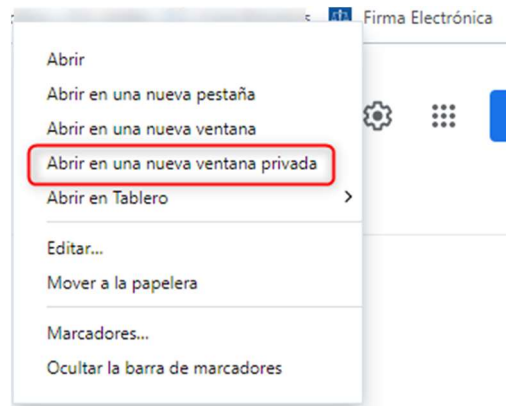 Firma Electrónica
Abrir
Abrir en una nueva pestaña
Abrir en una nueva ventana
Abrir en una nueva ventana privada
Abrir en Tablero
Editar...
Mover a la papelera
Marcadores...
Ocultar la barra de marcadores